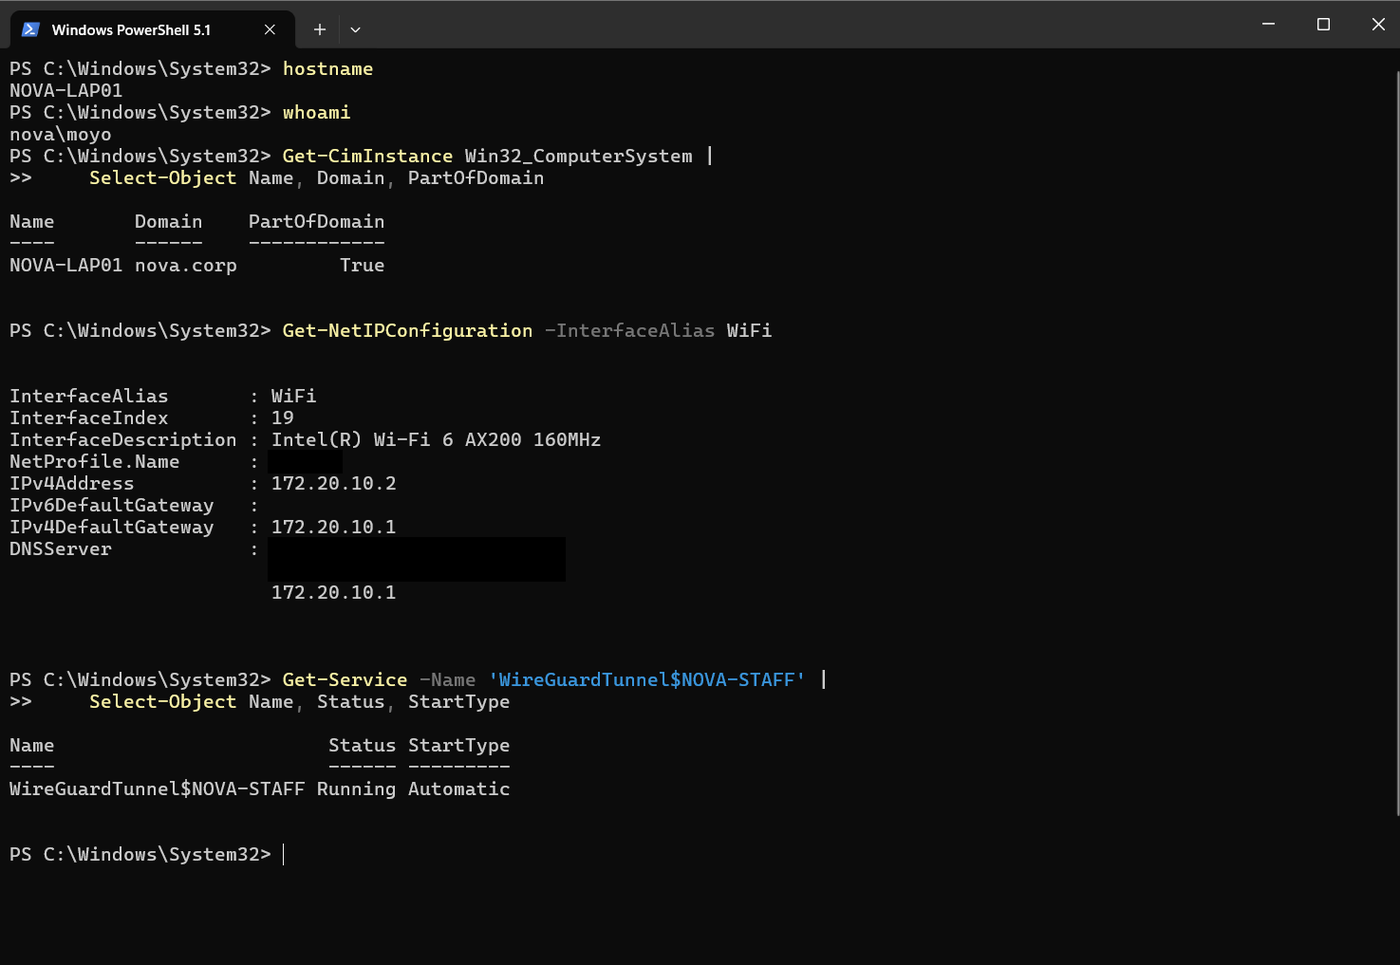 Windows PowerShell 5.1
PS C:\Windows\System32> hostname
NOVA-LAP01
PS C:\Windows\System32> whoami
nova\moyo
PS C:\Windows\System32> Get-CimInstance Win32_ComputerSystem |
>>     Select-Object Name, Domain, PartOfDomain
Name       Domain    PartOfDomain
----       ------    ------------
NOVA-LAP01 nova.corp         True
PS C:\Windows\System32> Get-NetIPConfiguration -InterfaceAlias WiFi
InterfaceAlias       : WiFi
InterfaceIndex       : 19
InterfaceDescription : Intel(R) Wi-Fi 6 AX200 160MHz
NetProfile.Name      :
IPv4Address          : 172.20.10.2
IPv6DefaultGateway   :
IPv4DefaultGateway   : 172.20.10.1
DNSServer            :
                       172.20.10.1
PS C:\Windows\System32> Get-Service -Name 'WireGuardTunnel$NOVA-STAFF' |
>>     Select-Object Name, Status, StartType
Name                        Status StartType
----                        ------ ---------
WireGuardTunnel$NOVA-STAFF Running Automatic
PS C:\Windows\System32>